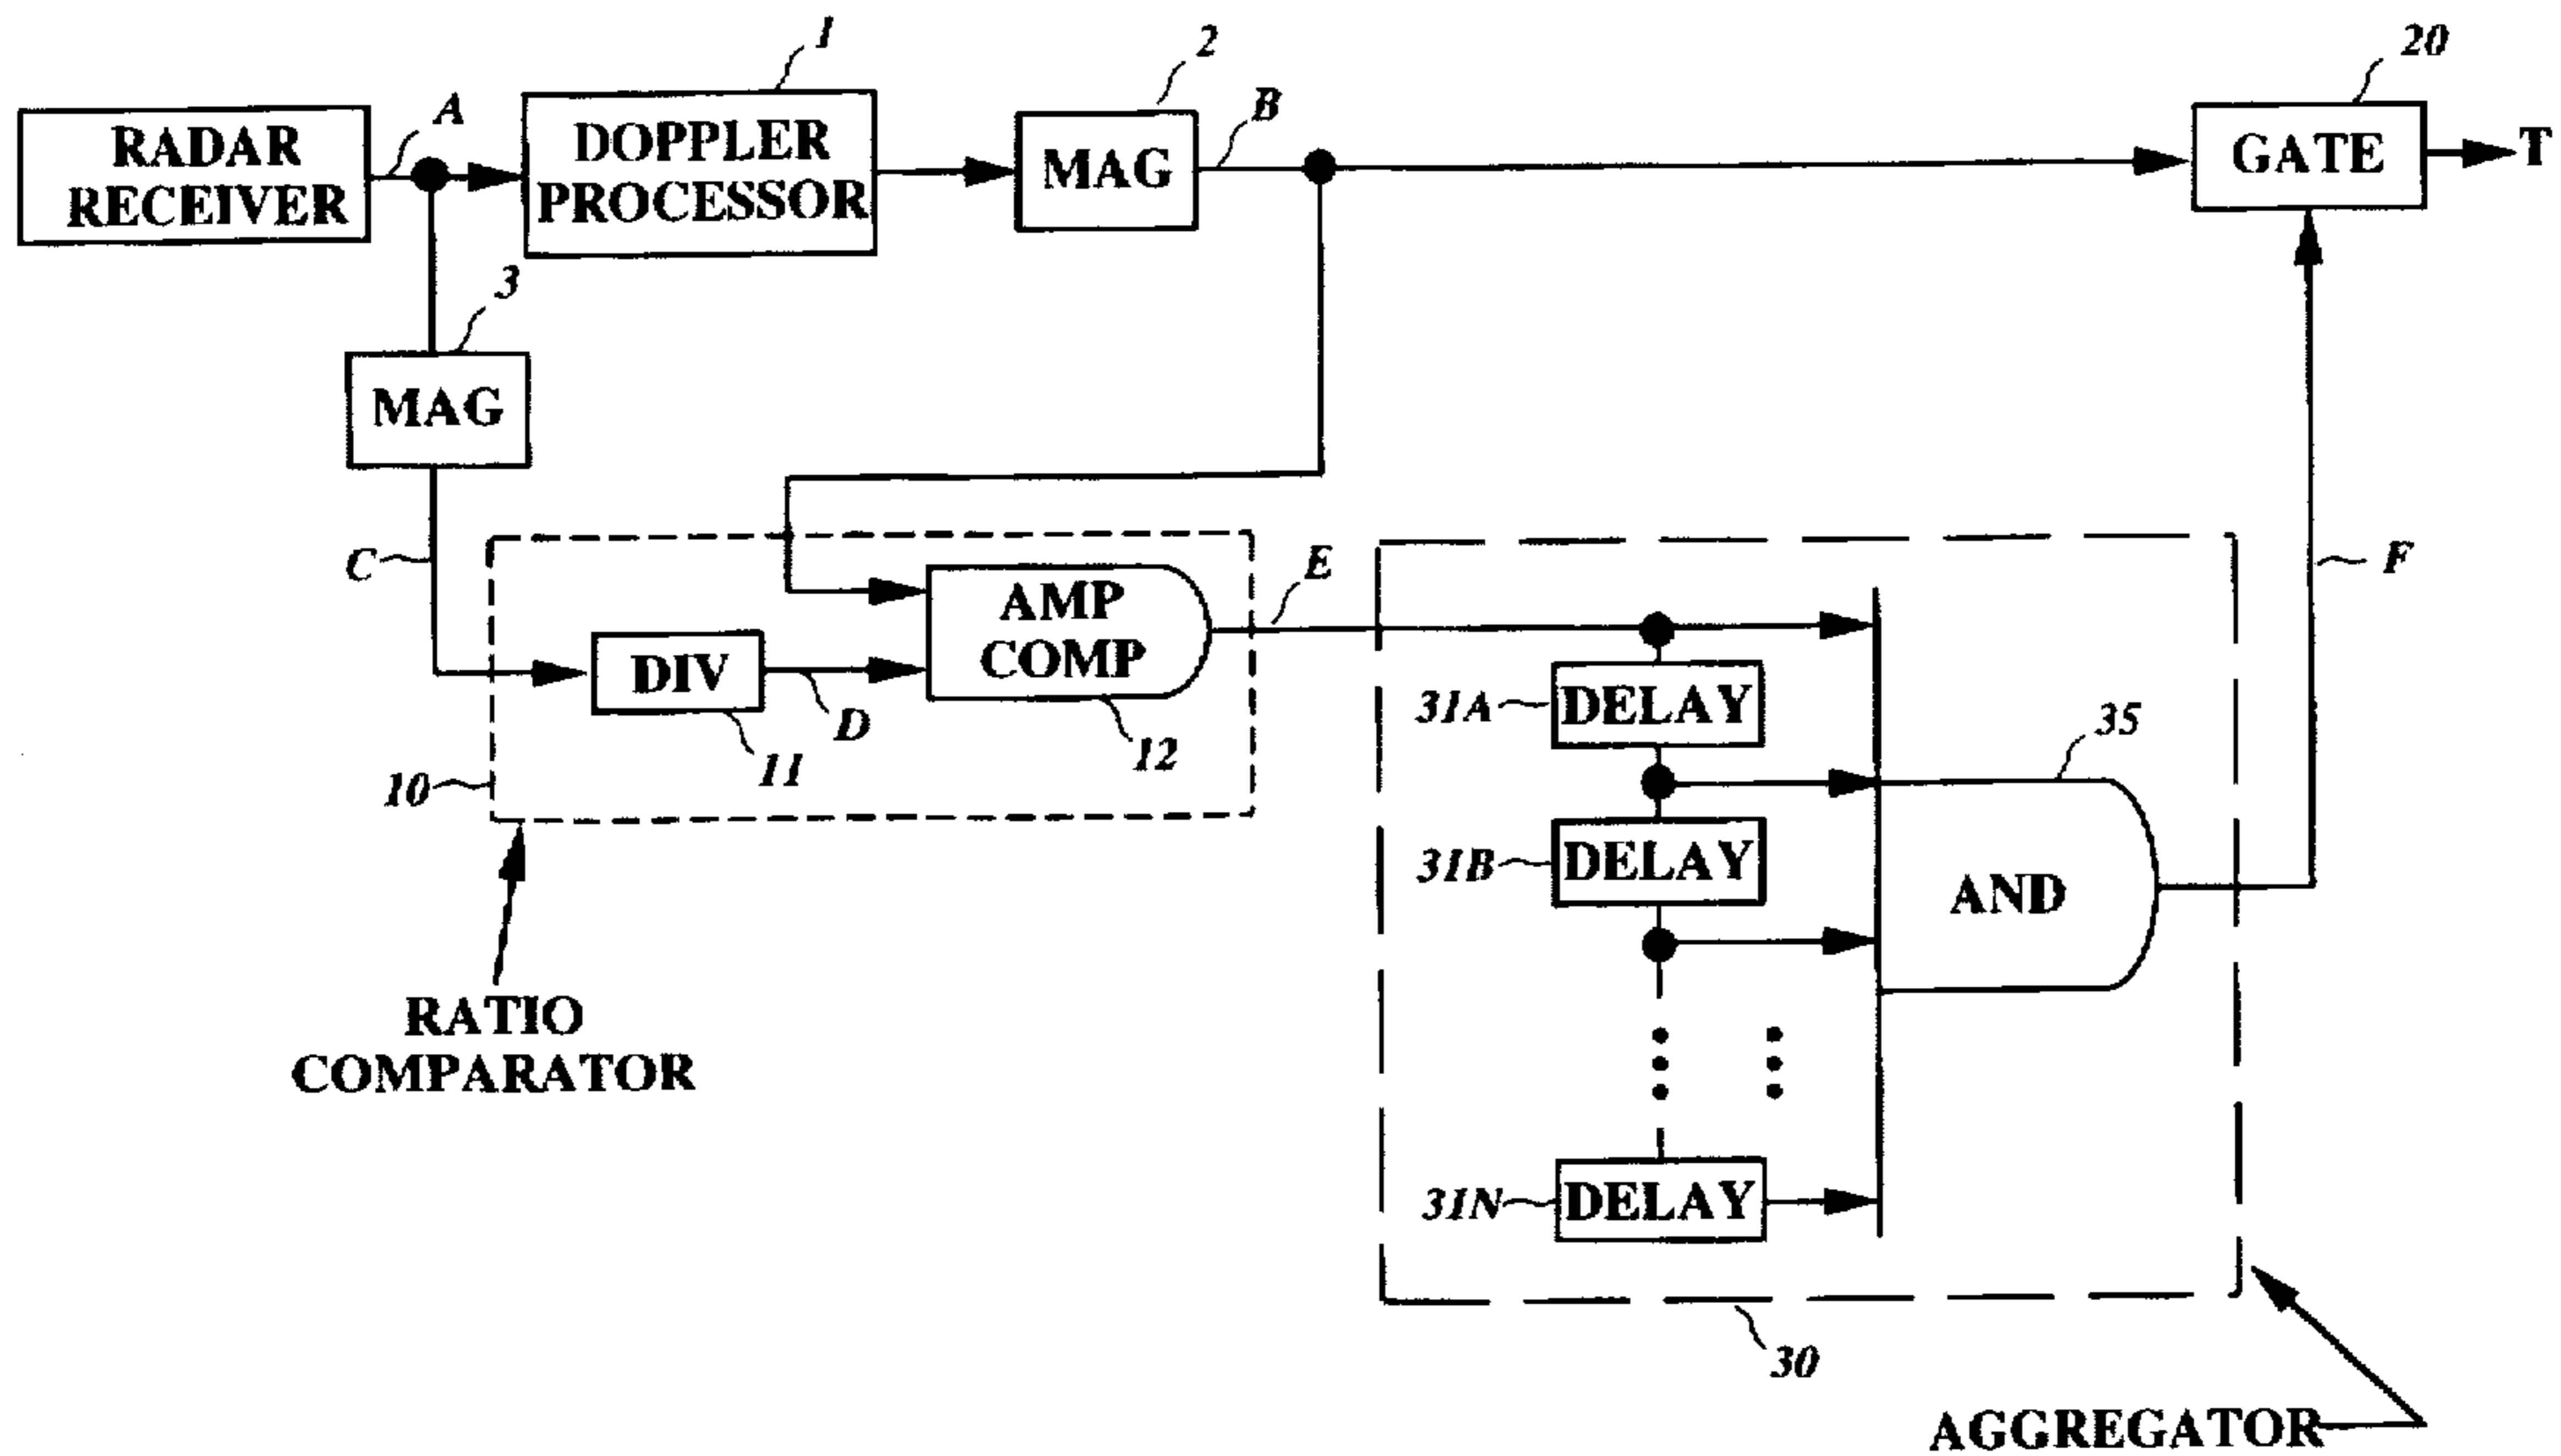 1
2
20
A
B
RADAR
RECEIVER
DOPPLER
PROCESSOR
MAG
GATE
T
3
MAG
C
E
F
AMP
COMP
DIV
D
11
12
10
31A
DELAY
35
31B
DELAY
AND
RATIO
COMPARATOR
31N
DELAY
30
AGGREGATOR